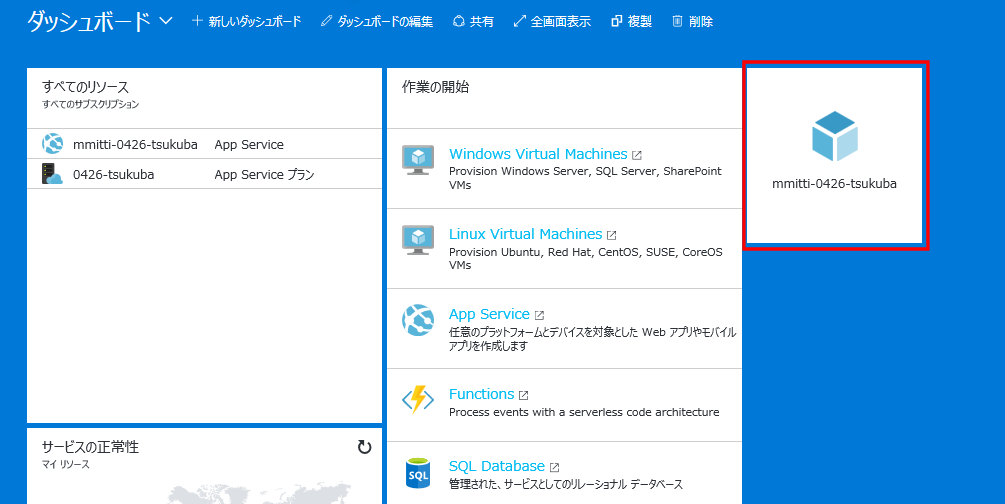 ダッシュボード 新しいダッシュボード ダッシュボードの編集 共有 全画面表示 複製 削除
すべてのリソース
すべてのサブスクリプション
mmitti-0426-tsukuba App Service
0426-tsukuba App Service プラン
サービスの正常性
マイ リソース
作業の開始
Windows Virtual Machines
Provision Windows Server, SQL Server, SharePoint
VMs
Linux Virtual Machines
Provision Ubuntu, Red Hat, CentOS, SUSE, CoreOS
VMs
App Service
任意のプラットフォームとデバイスを対象とした Web アプリやモバイル
アプリを作成します
Functions
Process events with a serverless code architecture
SQL
SQL Database
管理された、サービスとしてのリレーショナル データベース
mmitti-0426-tsukuba